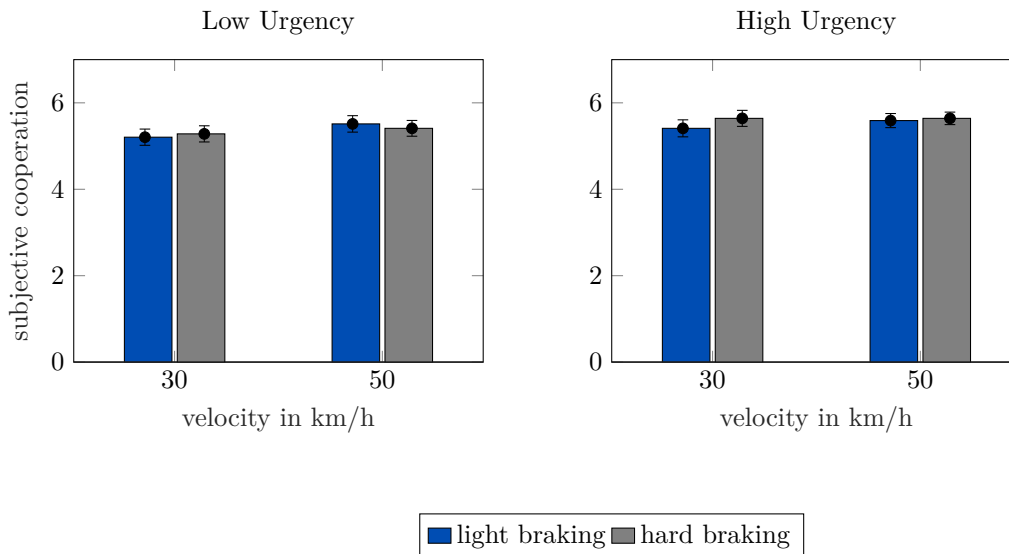 Low Urgency
High Urgency
subjective cooperation
6
4
2
0
30
50
velocity in km/h
6
4
2
0
30
50
velocity in km/h
light braking
hard braking